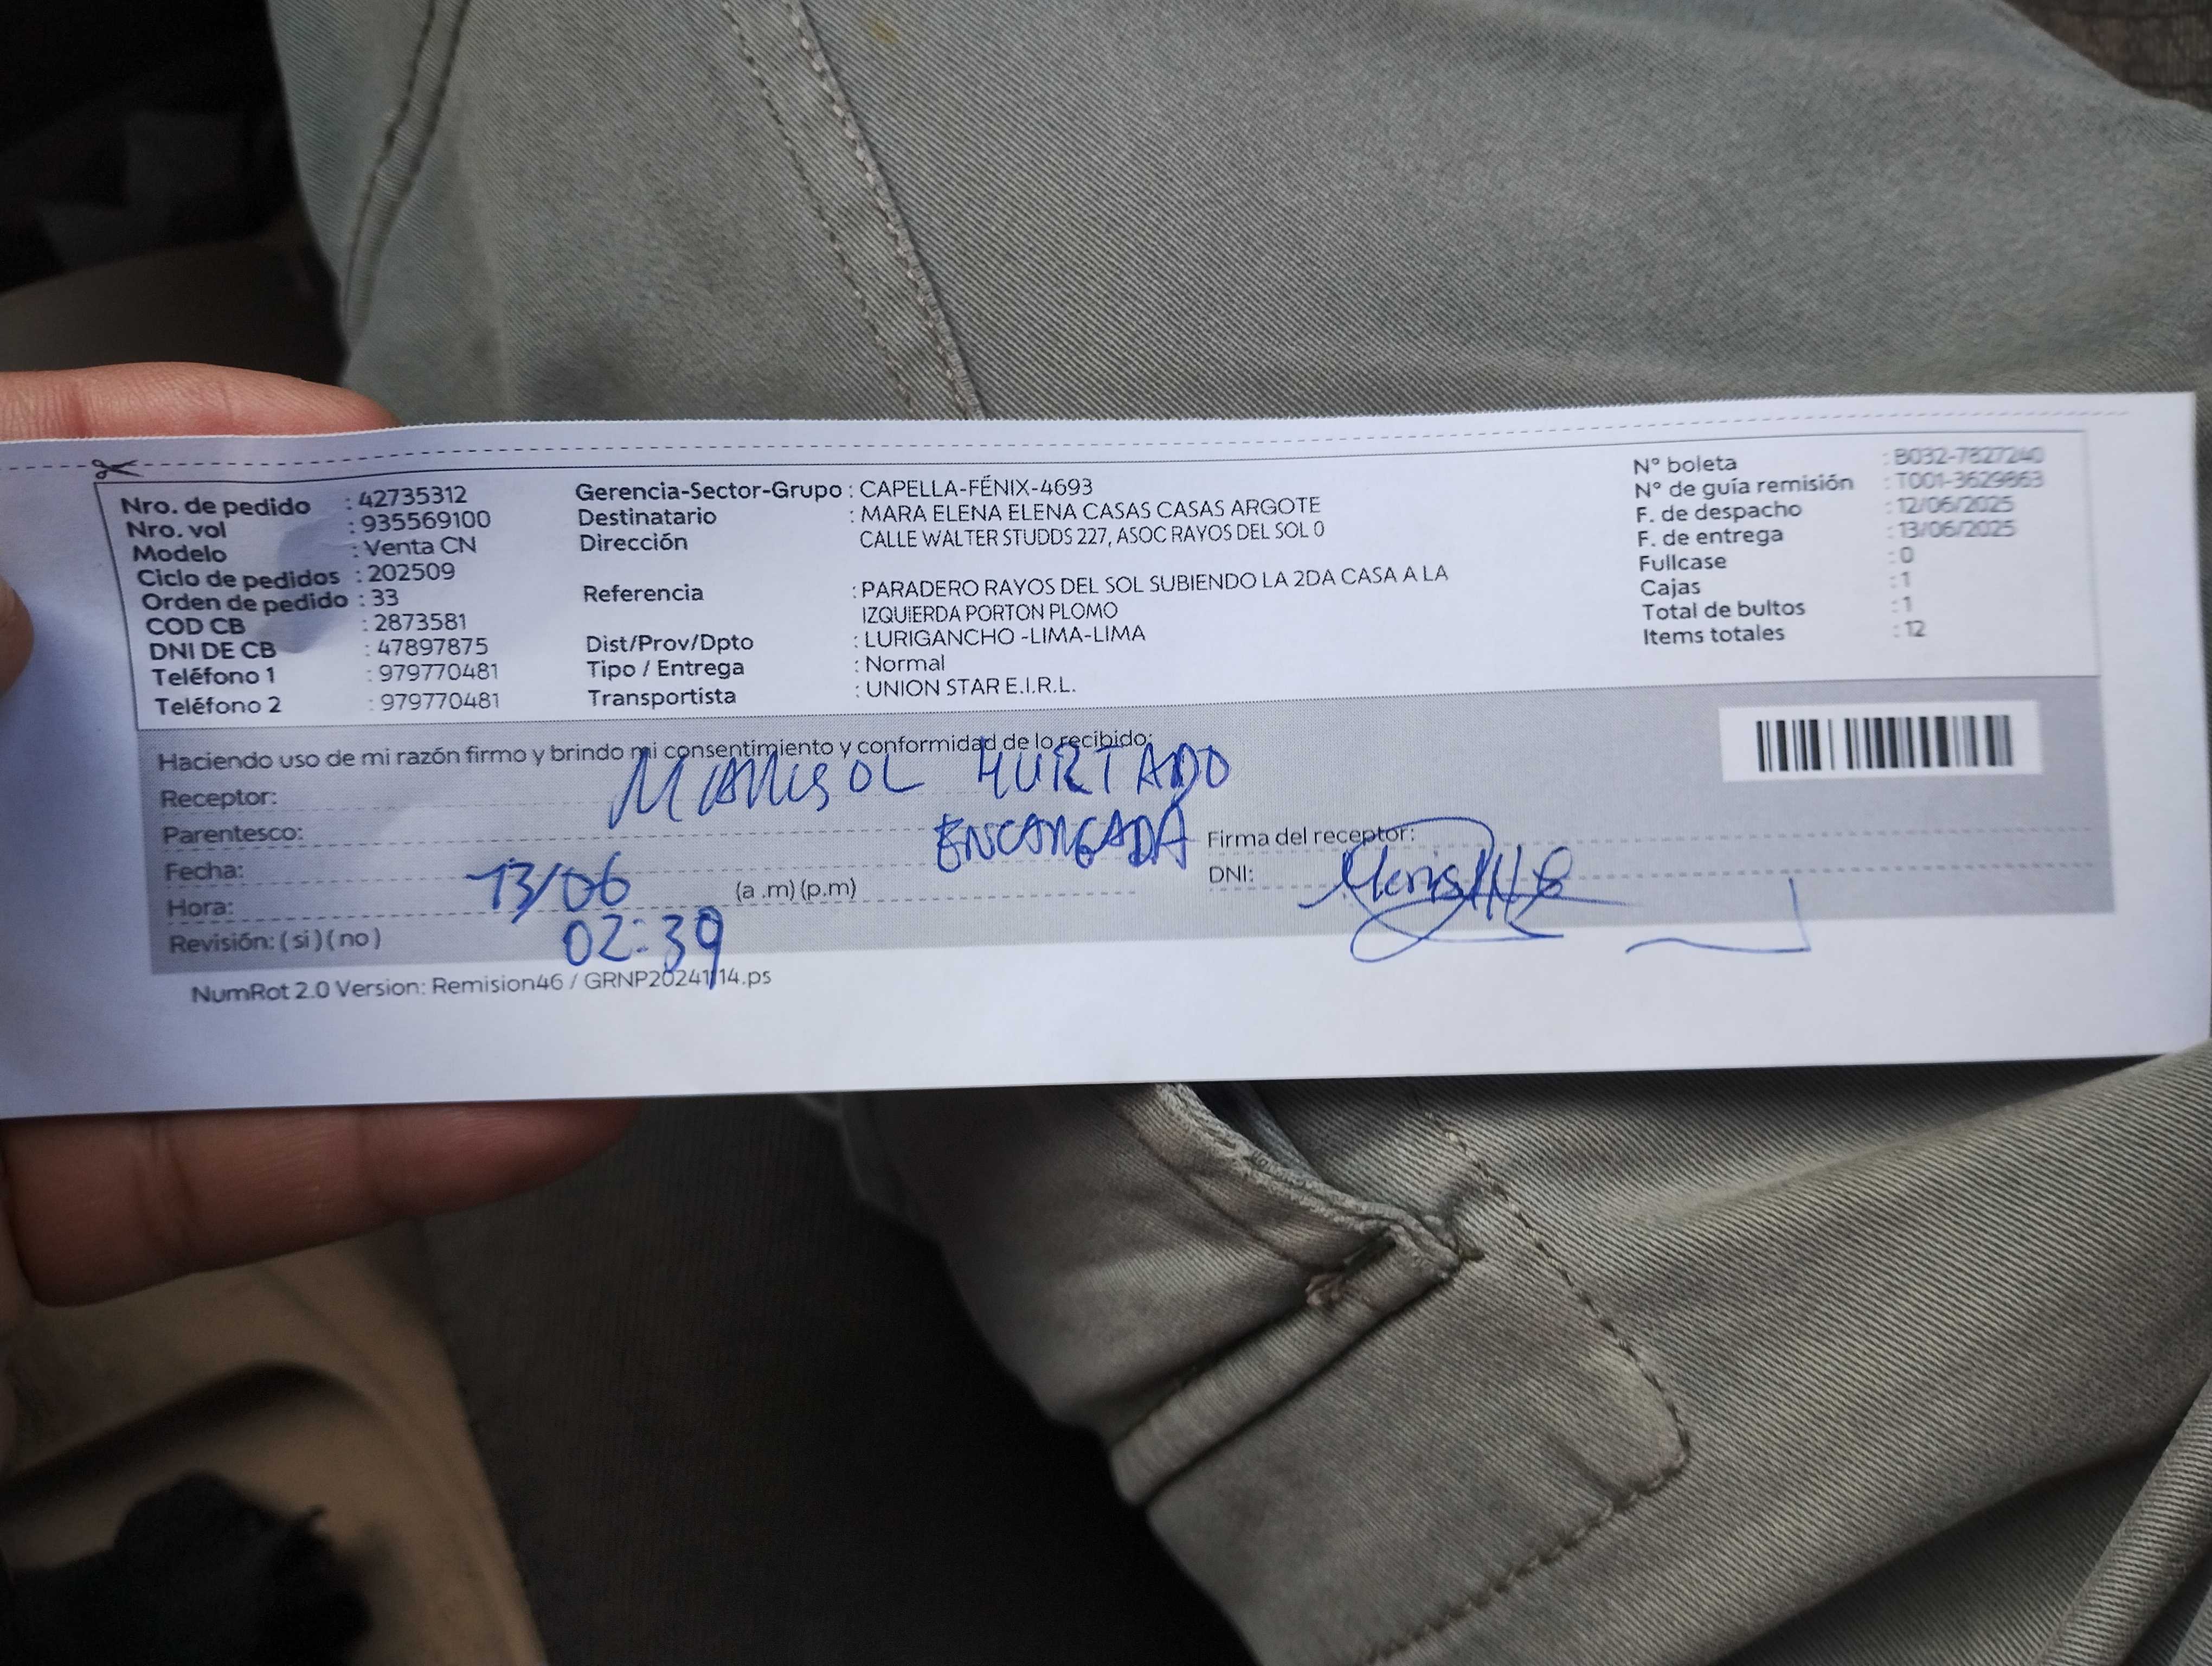 Nro. de pedido : 42735312
Nro. vol : 935569100
Modelo : Venta CN
Ciclo de pedidos : 202509
Orden de pedido : 33
COD CB : 2873581
DNI DE CB : 47897875
Teléfono 1 : 979770481
Teléfono 2 : 979770481
Gerencia-Sector-Grupo : CAPELLA-FÉNIX-4693
Destinatario : MARA ELENA ELENA CASAS CASAS ARGOTE
Dirección CALLE WALTER STUDDS 227, ASOC RAYOS DEL SOL 0
Referencia : PARADERO RAYOS DEL SOL SUBIENDO LA 2DA CASA A LA
IZQUIERDA PORTON PLOMO
Dist/Prov/Dpto : LURIGANCHO -LIMA-LIMA
Tipo / Entrega : Normal
Transportista : UNION STAR E.I.R.L.
N° boleta : B032-7827240
N° de guía remisión : T001-3629863
F. de despacho : 12/06/2025
F. de entrega : 13/06/2025
Fullcase : 0
Cajas : 1
Total de bultos : 1
Items totales : 12
Haciendo uso de mi razón firmo y brindo mi consentimiento y conformidad de lo recibido:
Receptor: MARISOL HURTADO
Parentesco: ENCARGADA
Firma del receptor:
Fecha: 13/06
DNI:
Hora: 02:39 (a .m) (p.m)
Revisión: ( si ) ( no )
NumRot 2.0 Version: Remision46 / GRNP20241114.ps